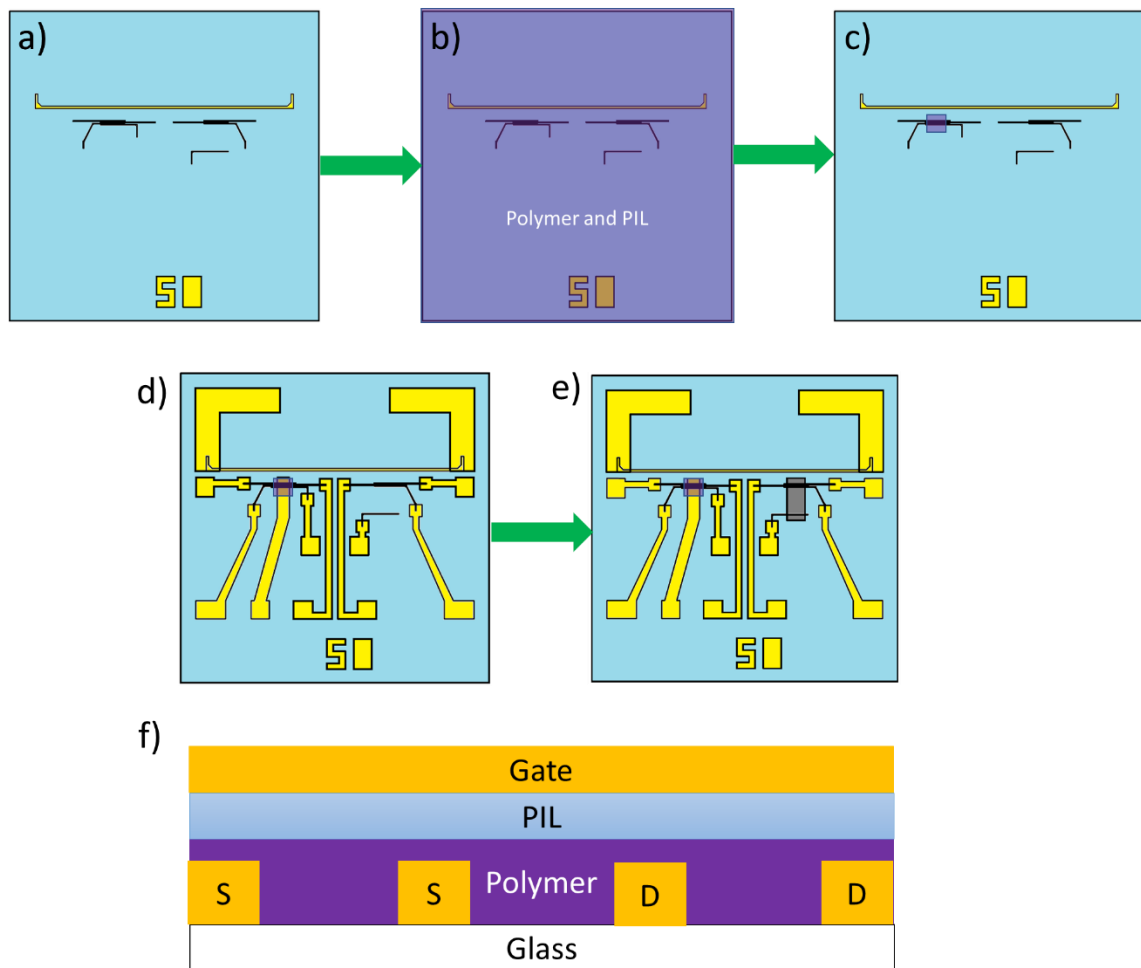 a)
b)
c)
Polymer and PIL
d)
e)
f)
Gate
PIL
S
S
Polymer
D
D
Glass